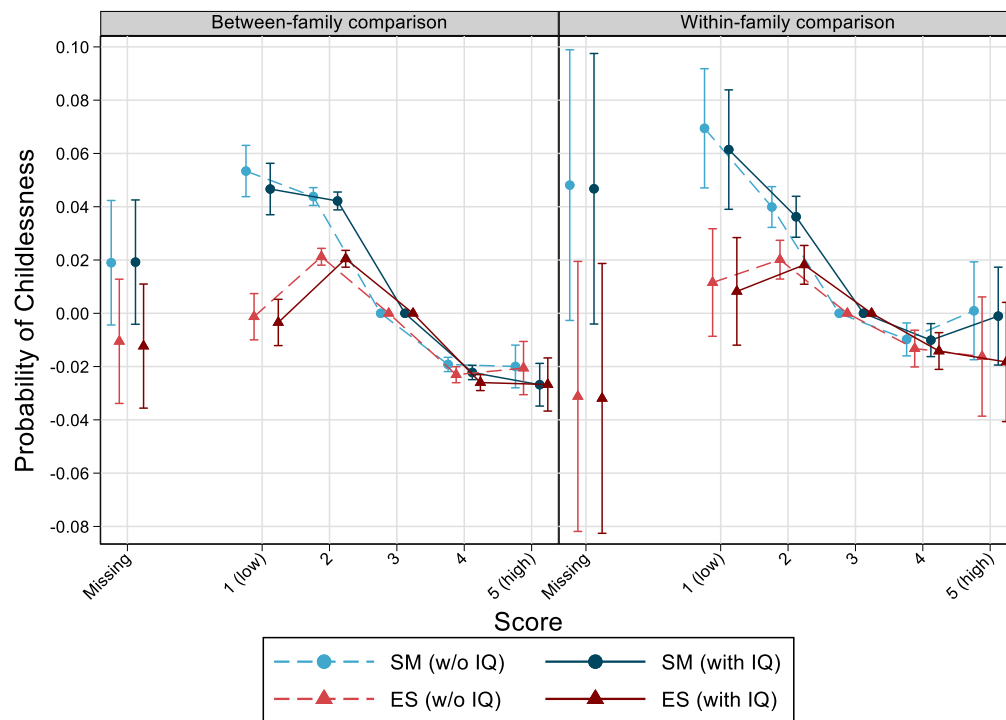 Between-family comparison
Within-family comparison
Probability of Childlessness
0.10
0.08
0.06
0.04
0.02
0.00
-0.02
-0.04
-0.06
-0.08
Missing
1 (low)
2
3
4
5 (high)
Missing
1 (low)
2
3
4
5 (high)
Score
SM (w/o IQ)
SM (with IQ)
ES (w/o IQ)
ES (with IQ)